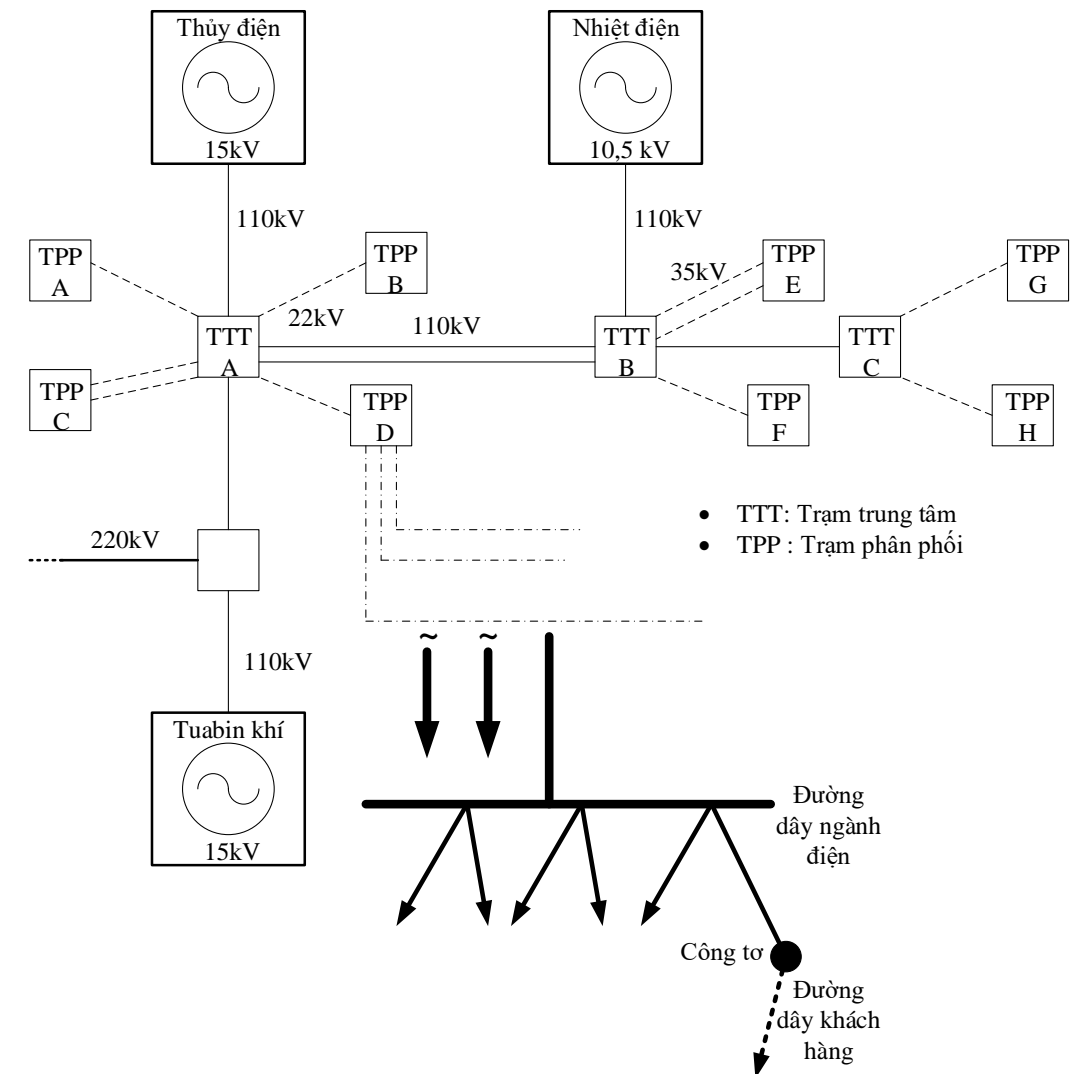 Thủy điện
Nhiệt điện
15kV
10,5 kV
110kV
110kV
TPP
A
TPP
B
35kV
TPP
E
TPP
G
22kV
110kV
TTT
A
TTT
B
TTT
C
TPP
C
TPP
D
TPP
F
TPP
H
• TTT: Trạm trung tâm
• TPP : Trạm phân phối
220kV
110kV
~
~
Tuabin khí
15kV
Đường
dây ngành
điện
Công tơ
Đường
dây khách
hàng